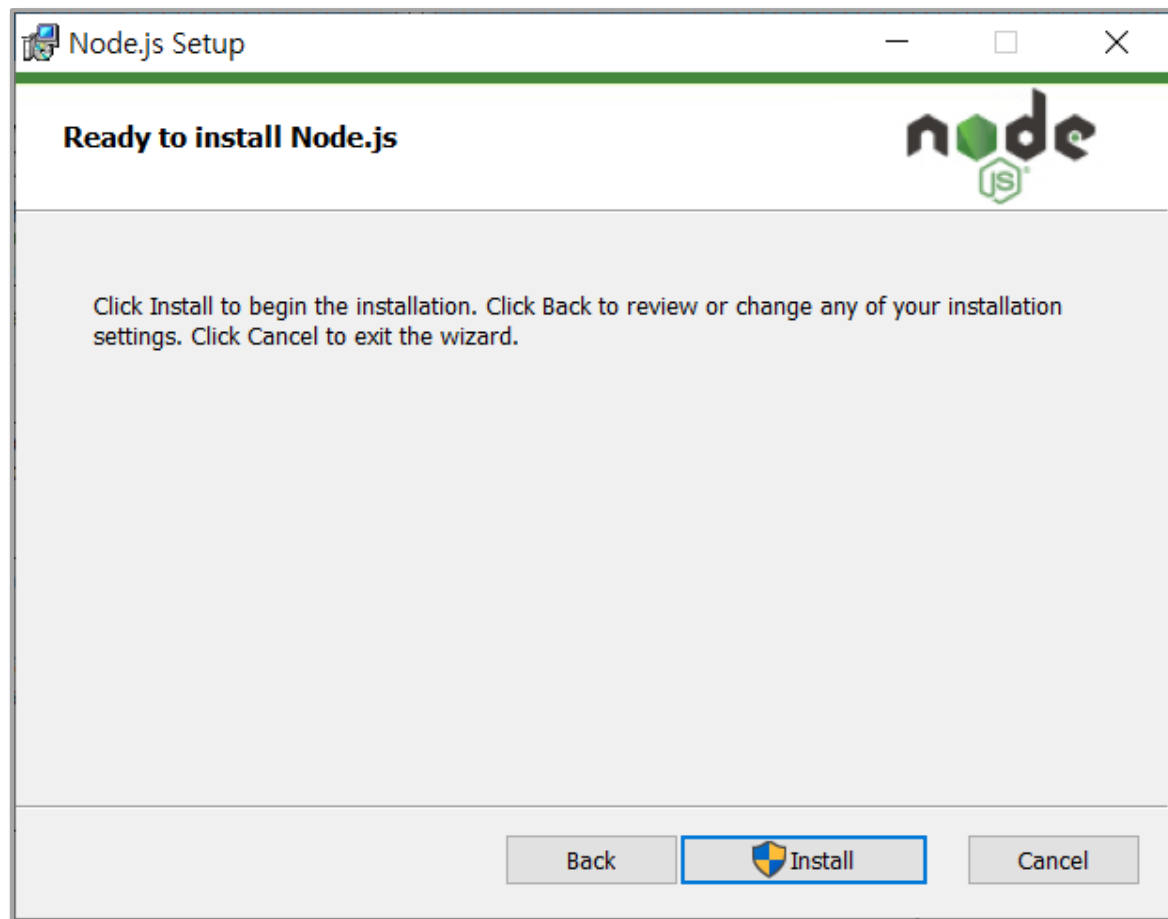 Node.js Setup
Ready to install Node.js
node
JS
Click Install to begin the installation. Click Back to review or change any of your installation
settings. Click Cancel to exit the wizard.
Back Install Cancel